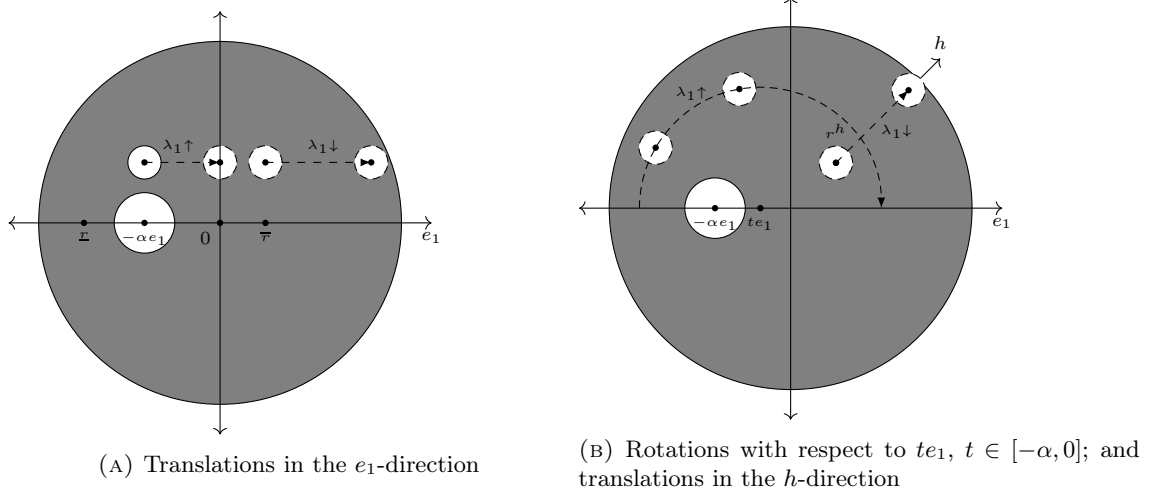 h
λ₁↑
λ₁↓
λ₁↑
r^h
λ₁↓
r̲
−αe₁
0
r̅
e₁
−αe₁
te₁
e₁
(A) Translations in the e₁-direction
(B) Rotations with respect to te₁, t ∈ [−α, 0]; and
translations in the h-direction